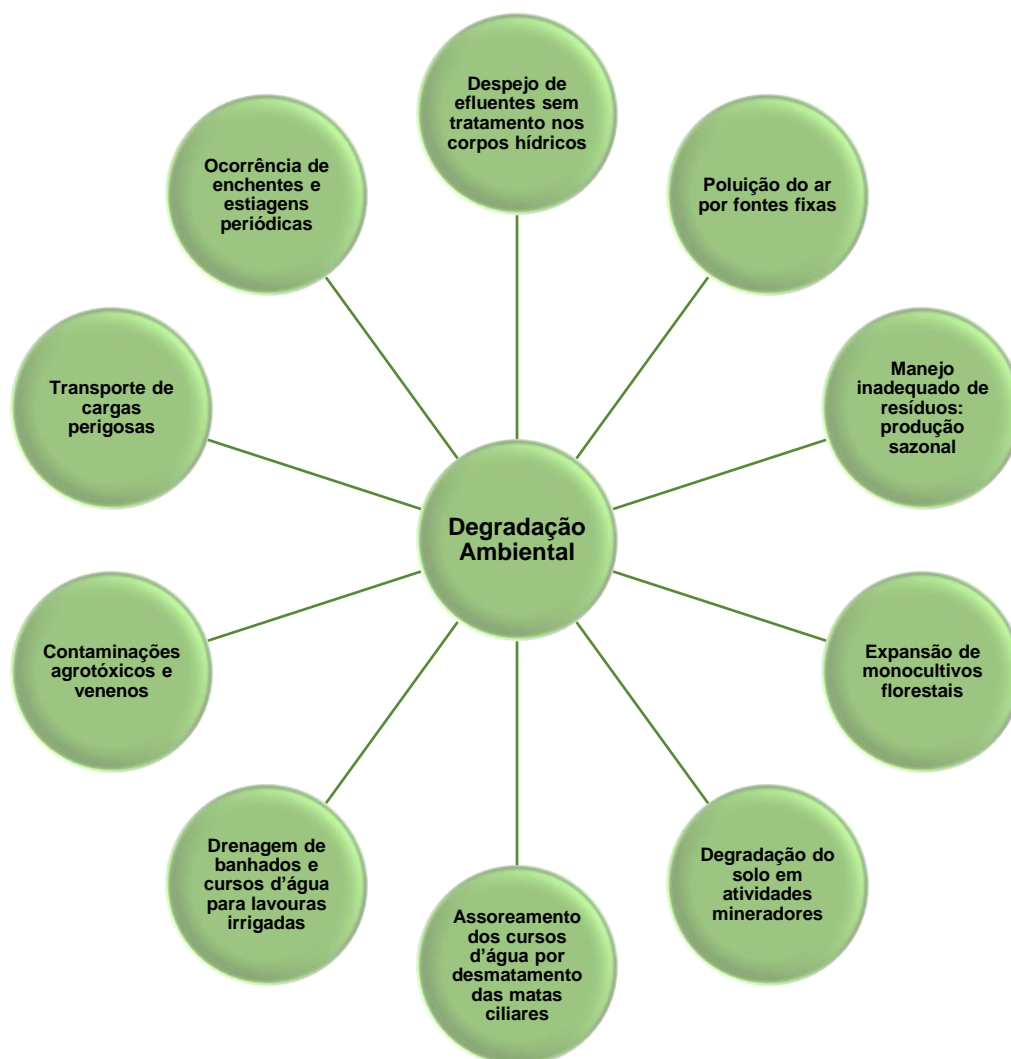 Despejo de
efluentes sem
tratamento nos
corpos hídricos
Poluição do ar
por fontes fixas
Manejo
inadequado de
resíduos:
produção
sazonal
Expansão de
monocultivos
florestais
Degradação do
solo em
atividades
mineradores
Assoreamento
dos cursos
d’água por
desmatamento
das matas
ciliares
Drenagem de
banhados e
cursos d’água
para lavouras
irrigadas
Contaminações
agrotóxicos e
venenos
Transporte de
cargas
perigosas
Ocorrência de
enchentes e
estiagens
periódicas
Degradação
Ambiental